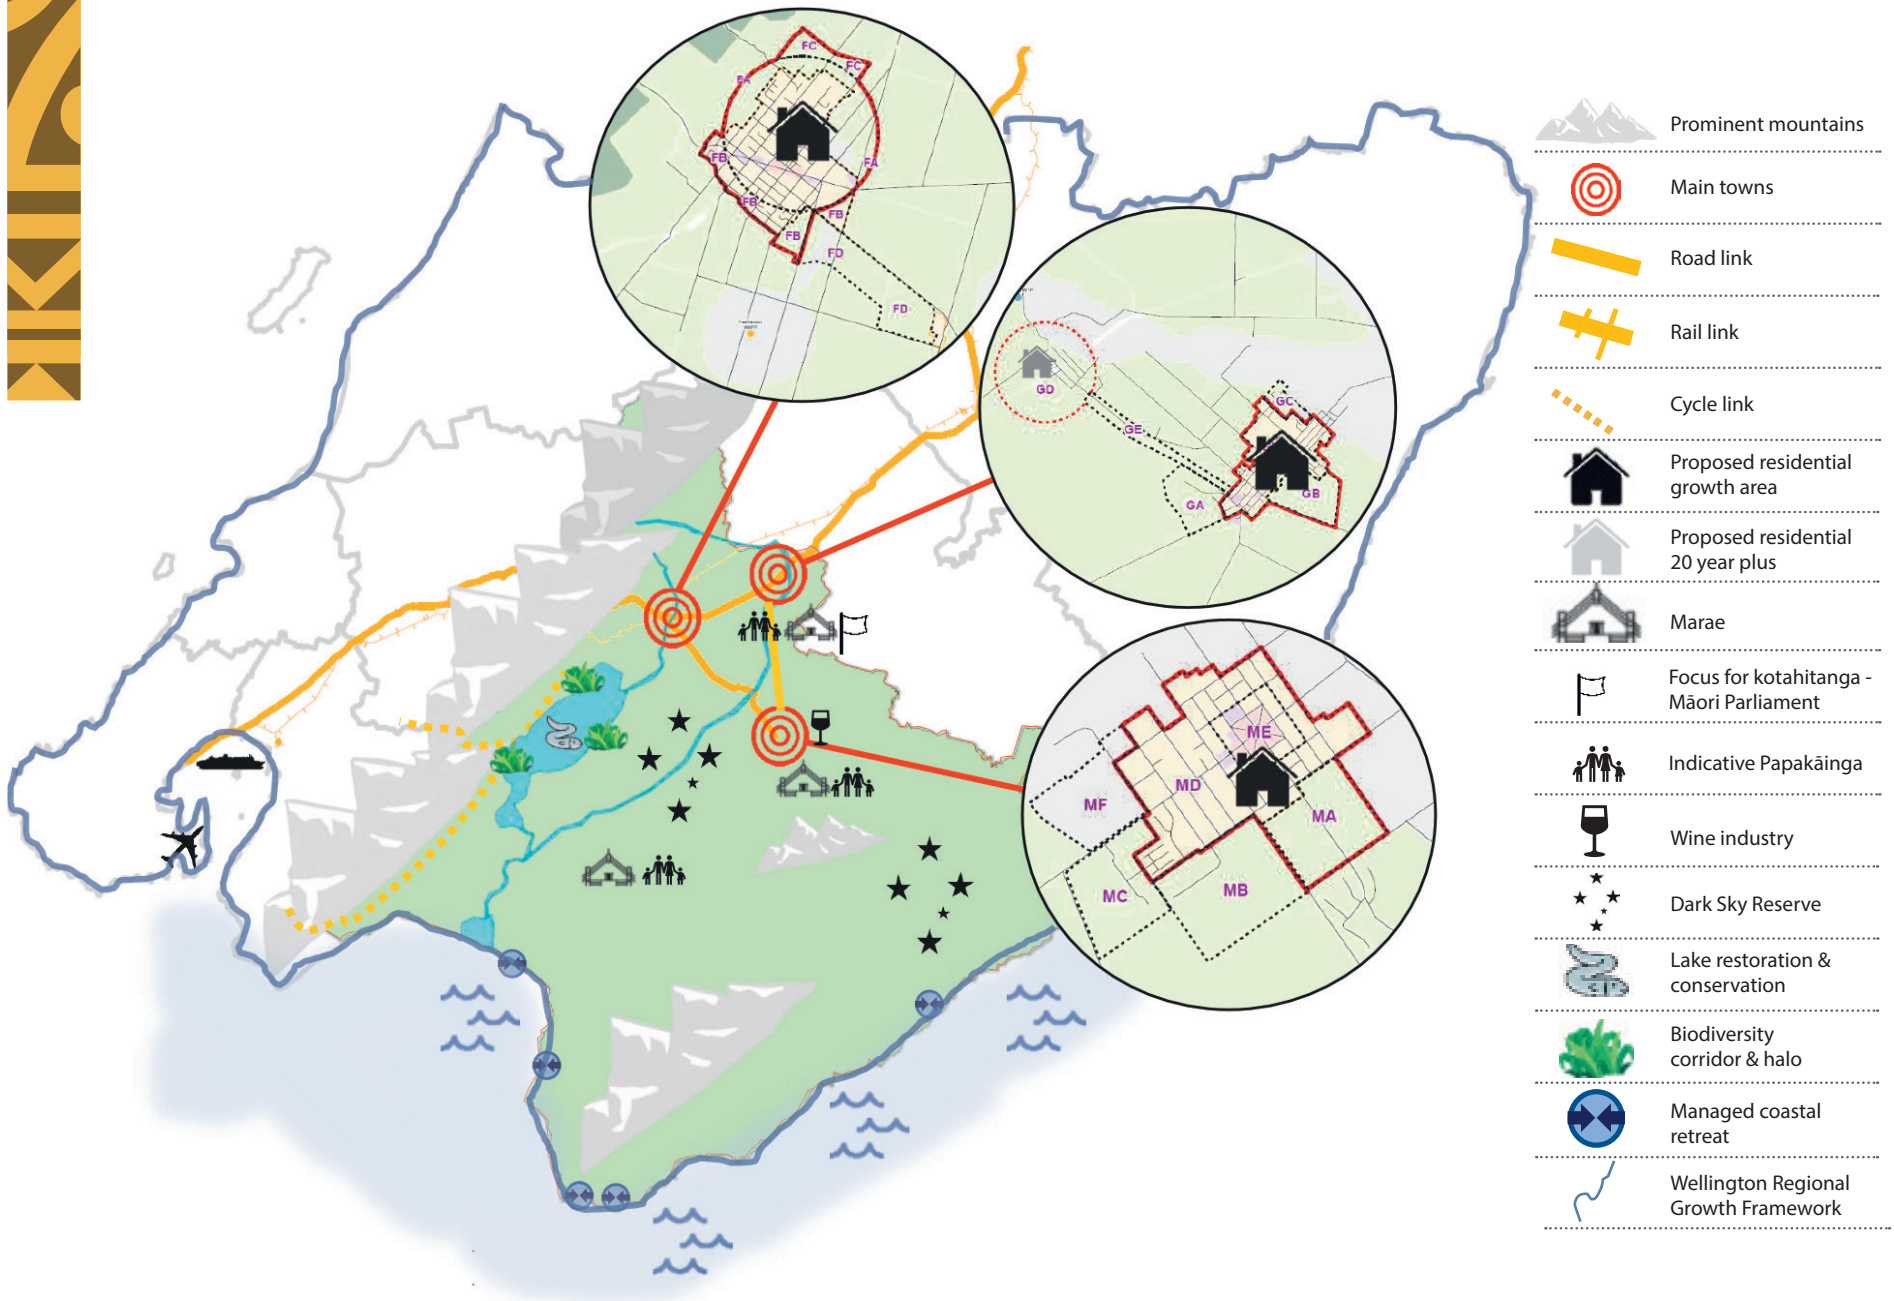 FC
FC
FA
FB
FA
FB
FB
FB
FD
FD
GD
GC
GE
GB
GA
ME
MD
MF
MA
MC
MB
Prominent mountains
Main towns
Road link
Rail link
Cycle link
Proposed residential
growth area
Proposed residential
20 year plus
Marae
Focus for kotahitanga -
Māori Parliament
Indicative Papakāinga
Wine industry
Dark Sky Reserve
Lake restoration &
conservation
Biodiversity
corridor & halo
Managed coastal
retreat
Wellington Regional
Growth Framework